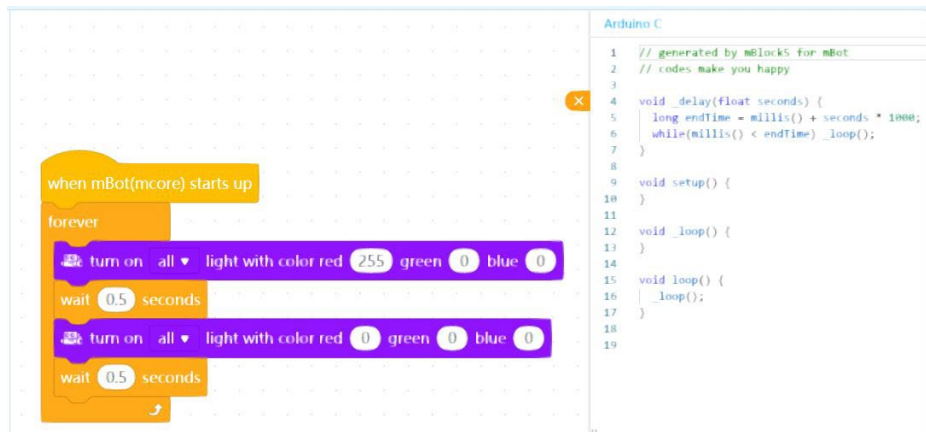 when mBot(mcore) starts up
forever
turn on all ▾ light with color red 255 green 0 blue 0
wait 0.5 seconds
turn on all ▾ light with color red 0 green 0 blue 0
wait 0.5 seconds
Arduino C
1 // generated by mBlock5 for mBot
2 // codes make you happy
3
4 void _delay(float seconds) {
5 long endTime = millis() + seconds * 1000;
6 while(millis() < endTime) _loop();
7 }
8
9 void setup() {
10 }
11
12 void _loop() {
13 }
14
15 void loop() {
16 _loop();
17 }
18
19